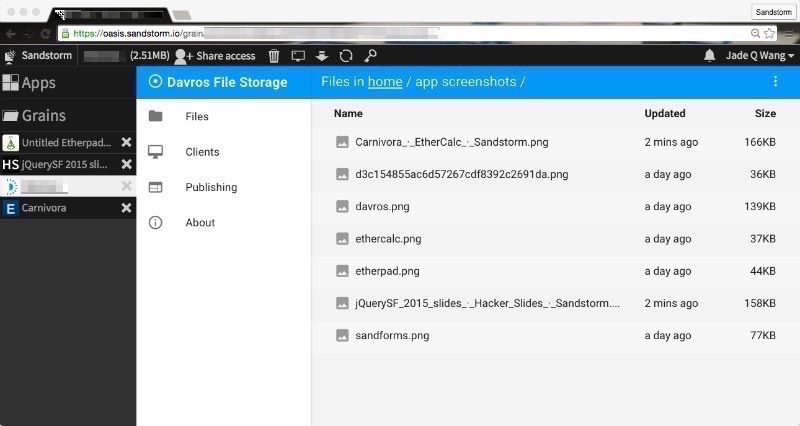 Sandstorm
https://oasis.sandstorm.io/grain
Sandstorm (2.51MB) Share access Jade Q Wang
Apps
Grains
Untitled Etherpad...
HS jQuerySF 2015 sli...
E Carnivora
Davros File Storage
Files
Clients
Publishing
About
Files in home / app screenshots /
Name Updated Size
Carnivora_·_EtherCalc_·_Sandstorm.png 2 mins ago 166KB
d3c154855ac6d57267cdf8392c2691da.png a day ago 36KB
davros.png a day ago 139KB
ethercalc.png a day ago 37KB
etherpad.png a day ago 44KB
jQuerySF_2015_slides_·_Hacker_Slides_·_Sandstorm.... 2 mins ago 158KB
sandforms.png a day ago 77KB